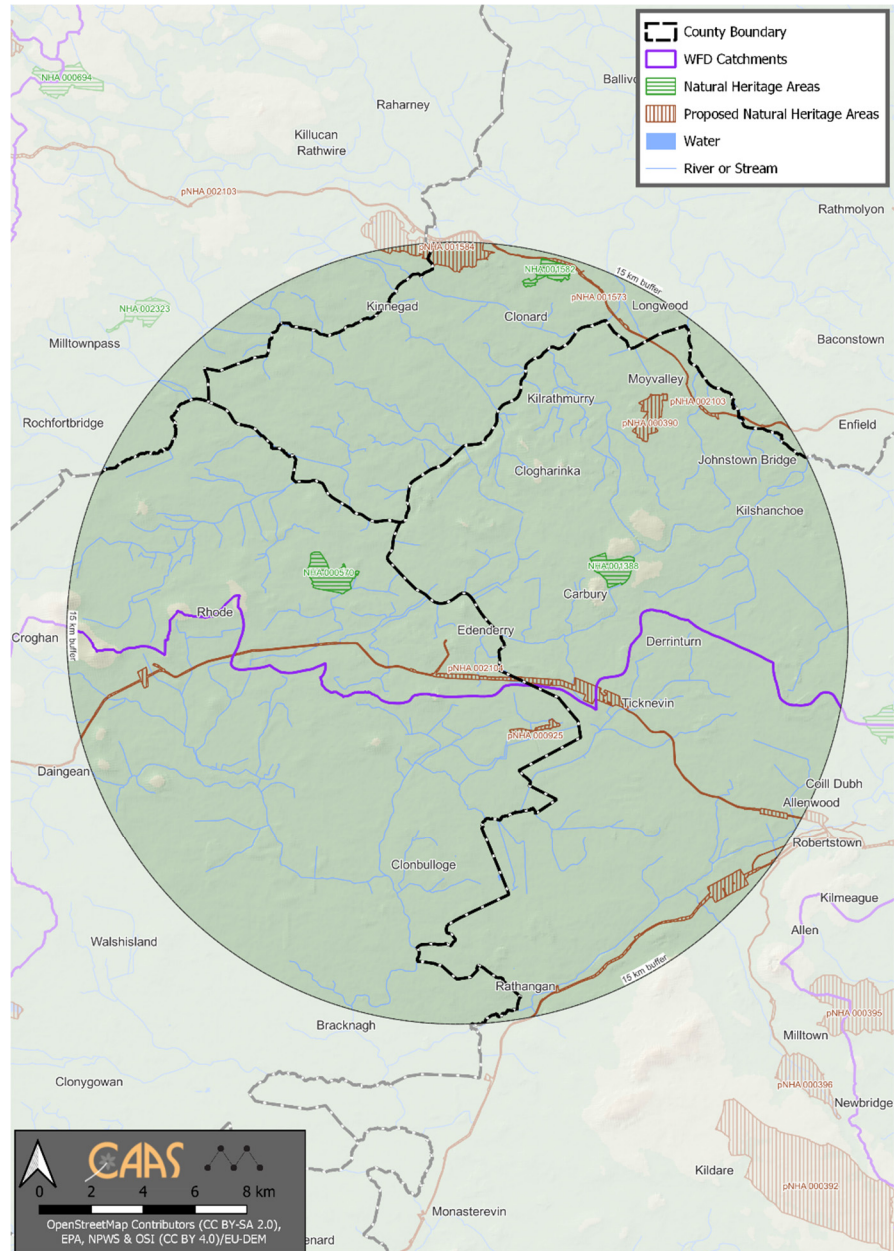 County Boundary
WFD Catchments
Natural Heritage Areas
Proposed Natural Heritage Areas
Water
River or Stream
NHA 000694
Raharney
Killucan
Rathwire
pNHA 002103
Rathmolyon
pNHA 001584
NHA 001582
15 km buffer
pNHA 001573
Kinnegad
Longwood
NHA 002323
Clonard
Milltownpass
Baconstown
Moyvalley
Kilrathmurry
pNHA 002103
Rochfortbridge
pNHA 000390
Enfield
Clogharinka
Johnstown Bridge
Kilshanchoe
NHA 000570
NHA 001388
Carbury
Rhode
15 km buffer
Croghan
Edenderry
Derrinturn
Ticknevin
pNHA 000925
Daingean
Coill Dubh
Allenwood
Robertstown
Clonbulloge
Kilmeague
Allen
Walshisland
15 km buffer
Rathangan
pNHA 000395
Bracknagh
Milltown
Clonygowan
pNHA 000396
Newbridge
CAAS
Kildare
pNHA 000392
0 2 4 6 8 km
Monasterevin
OpenStreetMap Contributors (CC BY-SA 2.0),
EPA, NPWS & OSI (CC BY 4.0)/EU-DEM